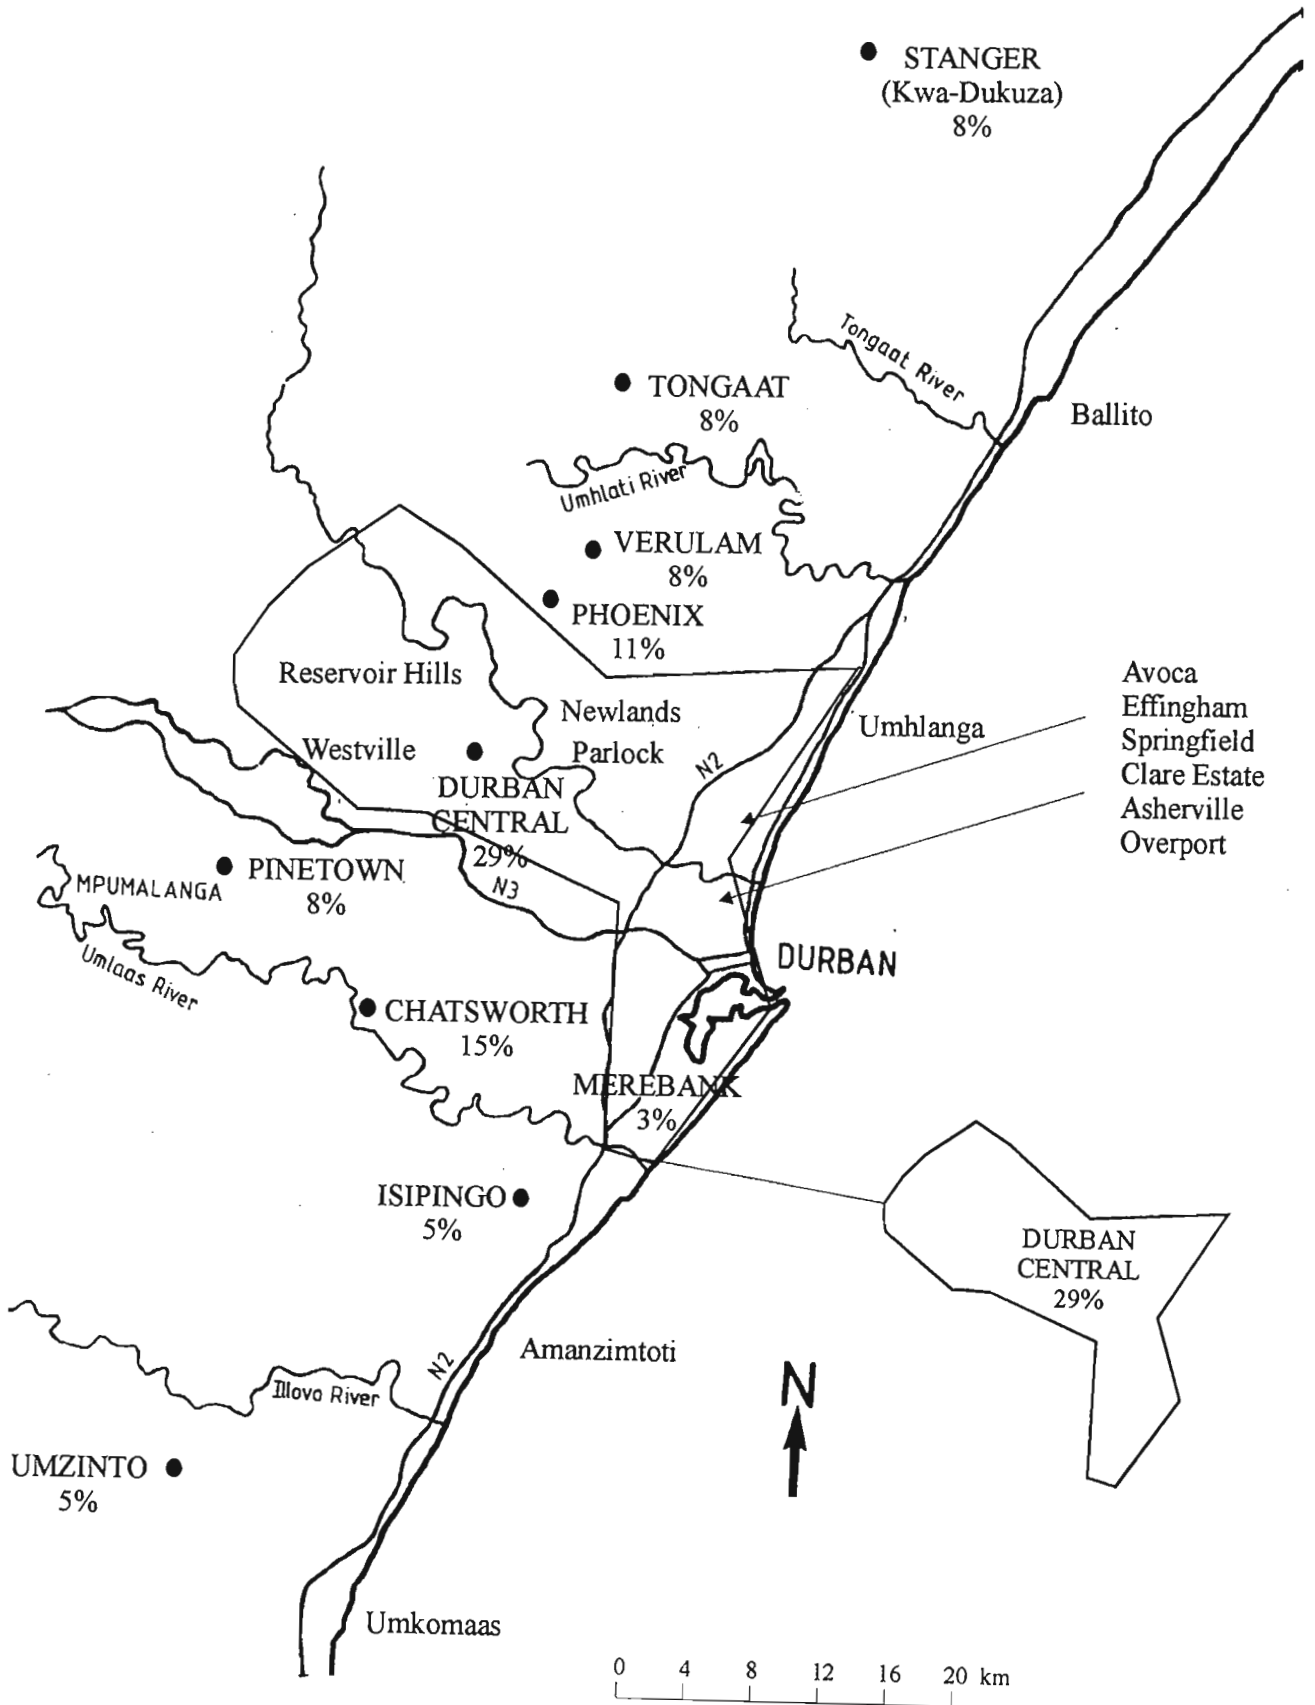 STANGER
(Kwa-Dukuza)
8%
Tongaat River
TONGAAT
8%
Ballito
Umhlati River
VERULAM
8%
PHOENIX
11%
Reservoir Hills
Newlands
Umhlanga
Avoca
Effingham
Springfield
Clare Estate
Asherville
Overport
Westville
Parlock
N2
DURBAN
CENTRAL
29%
PINETOWN
8%
MPUMALANGA
N3
Umlaas River
DURBAN
CHATSWORTH
15%
MEREBANK
3%
ISIPINGO
5%
DURBAN
CENTRAL
29%
Amanzimtoti
N2
Illovo River
N
UMZINTO
5%
Umkomaas
0 4 8 12 16 20 km